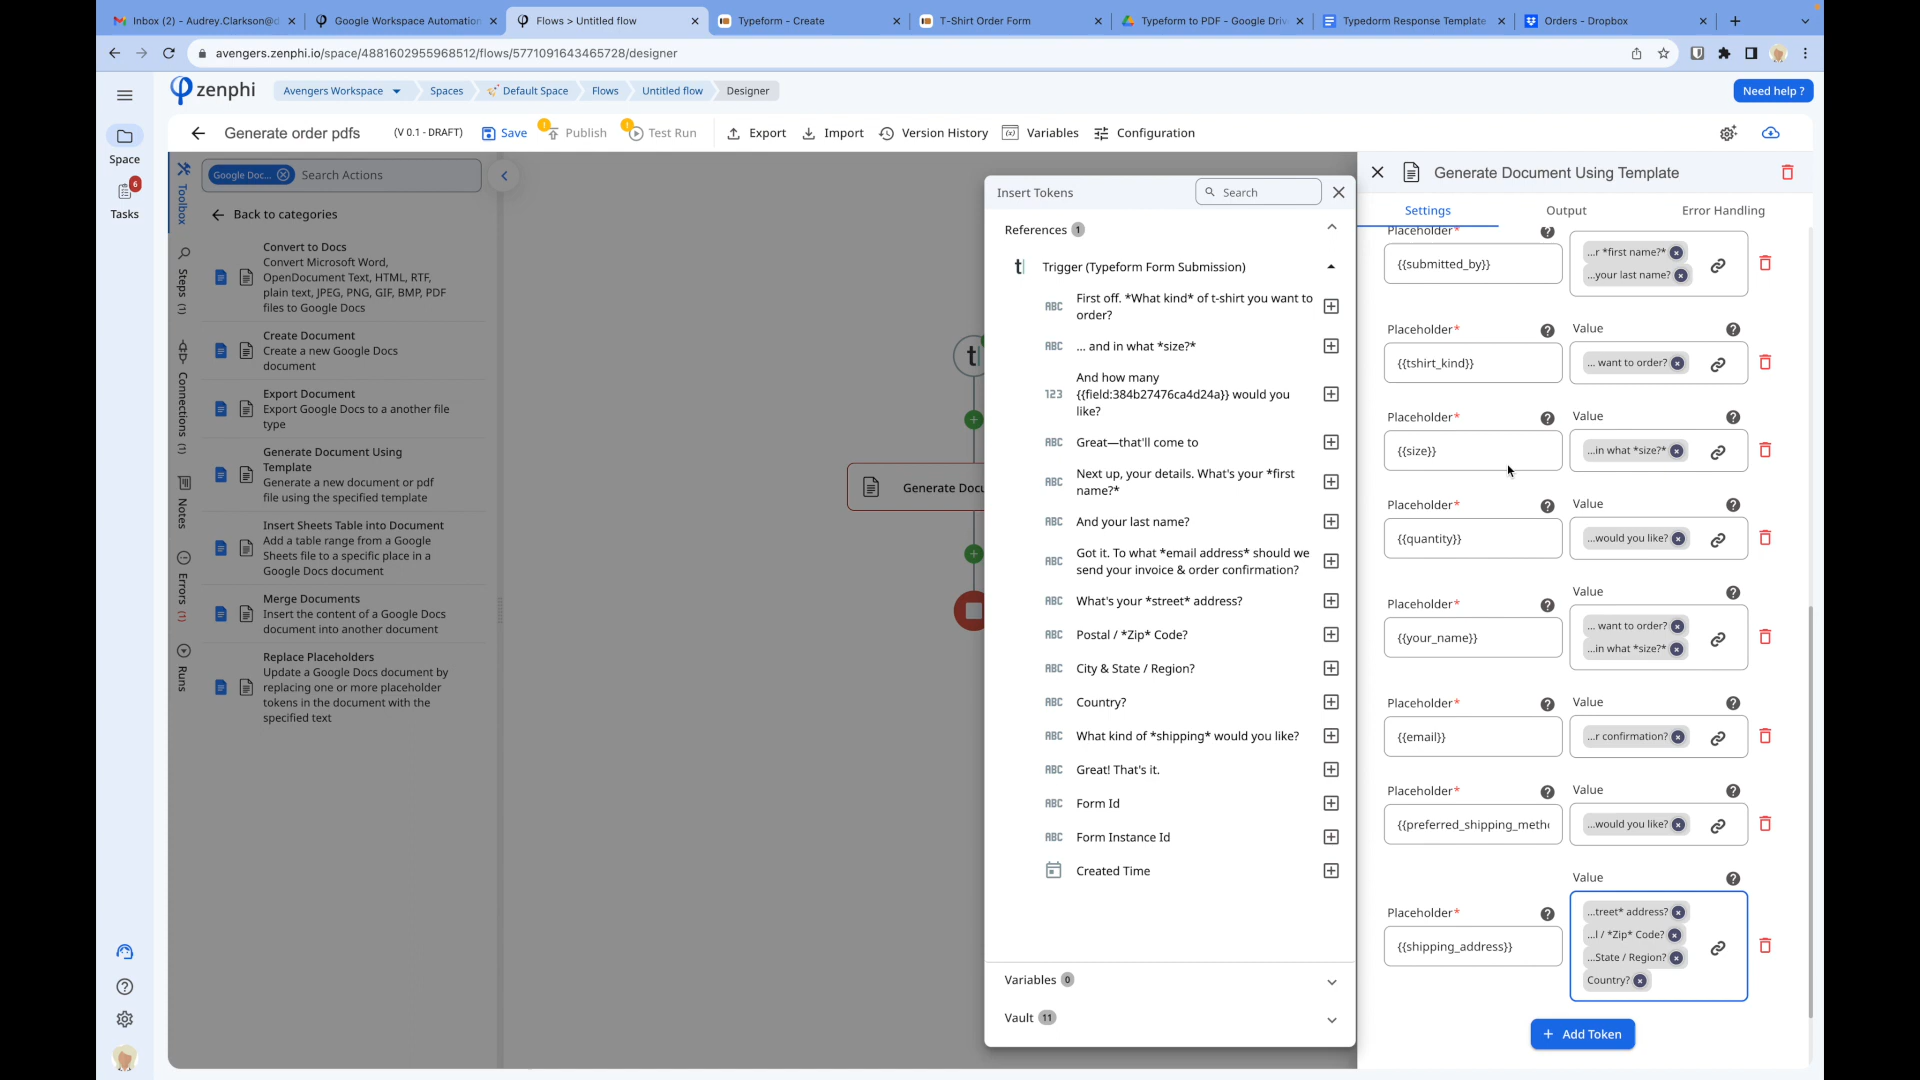 Inbox (2) - Audrey.Clarkson@d
Google Workspace Automation
Flows > Untitled flow
Typeform - Create
T-Shirt Order Form
Typeform to PDF - Google Driv
Typedorm Response Template
Orders - Dropbox
avengers.zenphi.io/space/4881602955968512/flows/5771091643465728/designer
zenphi
Avengers Workspace
Spaces
Default Space
Flows
Untitled flow
Designer
Need help ?
Generate order pdfs
(V 0.1 - DRAFT)
Save
Publish
Test Run
Export
Import
Version History
Variables
Configuration
Space
6
Tasks
Toolbox
Steps (1)
Connections (1)
Notes
Errors (1)
Runs
Google Doc...
Search Actions
Back to categories
Convert to Docs
Convert Microsoft Word,
OpenDocument Text, HTML, RTF,
plain text, JPEG, PNG, GIF, BMP, PDF
files to Google Docs
Create Document
Create a new Google Docs
document
Export Document
Export Google Docs to a another file
type
Generate Document Using
Template
Generate a new document or pdf
file using the specified template
Insert Sheets Table into Document
Add a table range from a Google
Sheets file to a specific place in a
Google Docs document
Merge Documents
Insert the content of a Google Docs
document into another document
Replace Placeholders
Update a Google Docs document by
replacing one or more placeholder
tokens in the document with the
specified text
t
Generate Docu
Insert Tokens
Search
References 1
t
Trigger (Typeform Form Submission)
ABC First off. *What kind* of t-shirt you want to
order?
ABC ... and in what *size?*
And how many
123 {{field:384b27476ca4d24a}} would you
like?
ABC Great—that'll come to
ABC Next up, your details. What's your *first
name?*
ABC And your last name?
ABC Got it. To what *email address* should we
send your invoice & order confirmation?
ABC What's your *street* address?
ABC Postal / *Zip* Code?
ABC City & State / Region?
ABC Country?
ABC What kind of *shipping* would you like?
ABC Great! That's it.
ABC Form Id
ABC Form Instance Id
Created Time
Variables 0
Vault 11
Generate Document Using Template
Settings
Output
Error Handling
Placeholder*
{{submitted_by}}
...r *first name?*
...your last name?
Placeholder*
Value
{{tshirt_kind}}
... want to order?
Placeholder*
Value
{{size}}
...in what *size?*
Placeholder*
Value
{{quantity}}
...would you like?
Placeholder*
Value
{{your_name}}
... want to order?
...in what *size?*
Placeholder*
Value
{{email}}
...r confirmation?
Placeholder*
Value
{{preferred_shipping_meth
...would you like?
Placeholder*
Value
{{shipping_address}}
...treet* address?
...l / *Zip* Code?
...State / Region?
Country?
+ Add Token